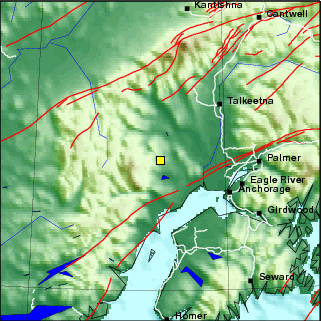 Kantishna
Cantwell
Talkeetna
Palmer
Eagle River
Anchorage
Girdwood
Seward
Homer